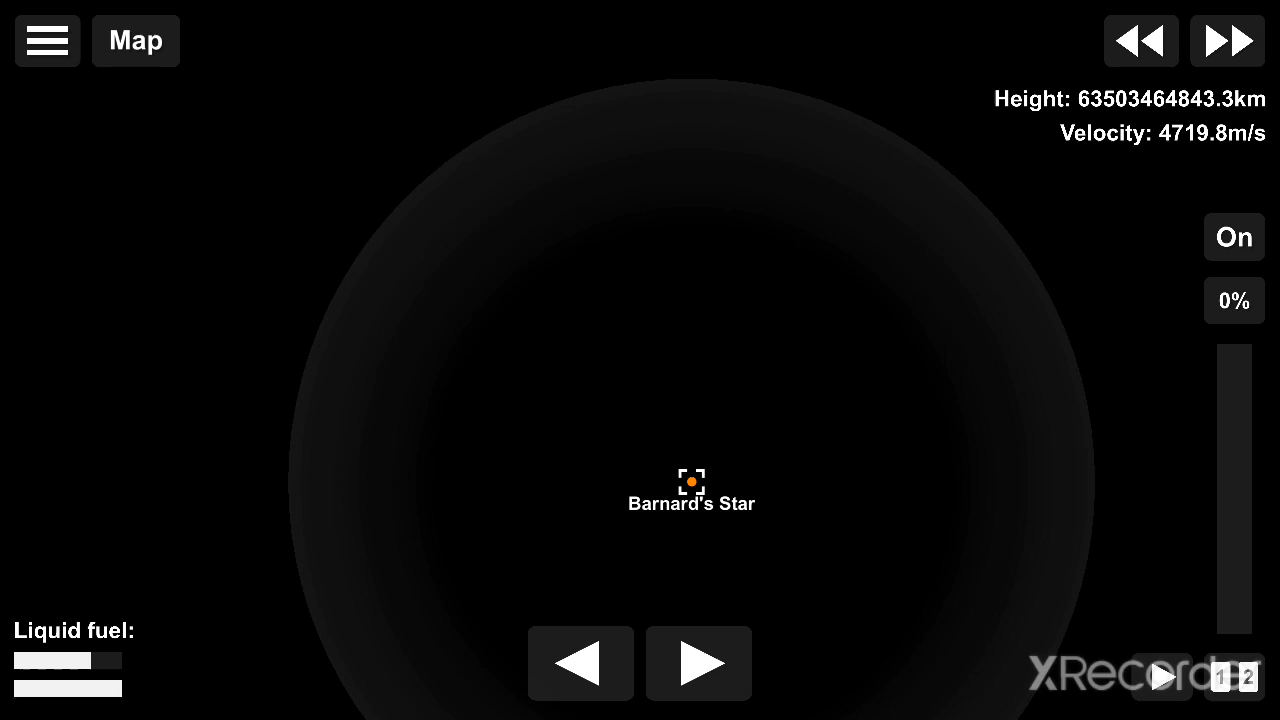 Map
Height: 63503464843.3km
Velocity: 4719.8m/s
On
0%
Barnard's Star
Liquid fuel:
XRecorder
1 2